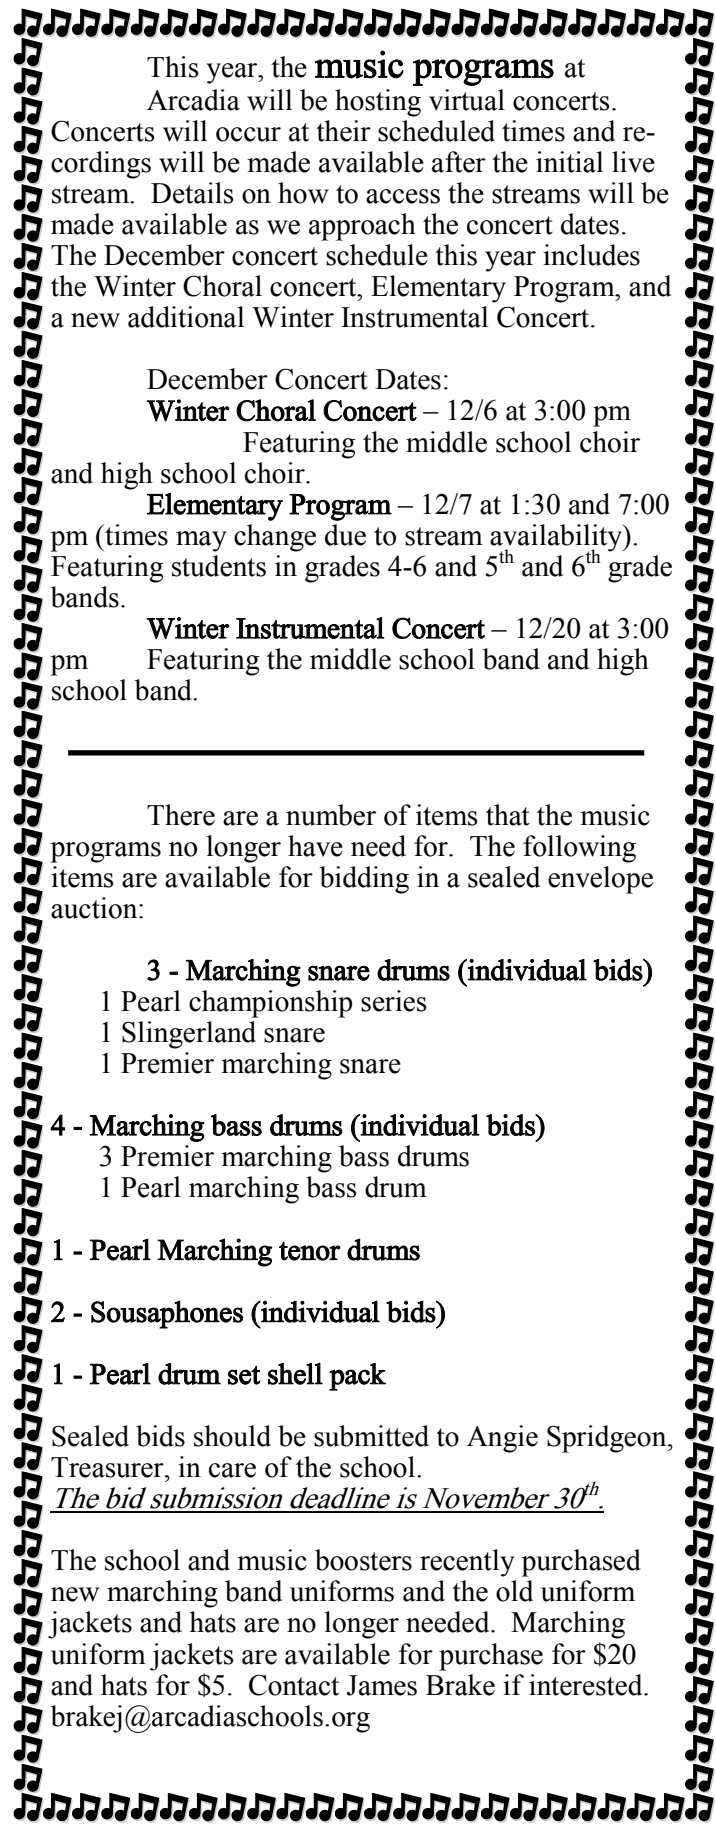 This year, the music programs at
Arcadia will be hosting virtual concerts.
Concerts will occur at their scheduled times and re-
cordings will be made available after the initial live
stream. Details on how to access the streams will be
made available as we approach the concert dates.
The December concert schedule this year includes
the Winter Choral concert, Elementary Program, and
a new additional Winter Instrumental Concert.
December Concert Dates:
Winter Choral Concert – 12/6 at 3:00 pm
Featuring the middle school choir
and high school choir.
Elementary Program – 12/7 at 1:30 and 7:00
pm (times may change due to stream availability).
Featuring students in grades 4-6 and 5th and 6th grade
bands.
Winter Instrumental Concert – 12/20 at 3:00
pm Featuring the middle school band and high
school band.
There are a number of items that the music
programs no longer have need for. The following
items are available for bidding in a sealed envelope
auction:
3 - Marching snare drums (individual bids)
1 Pearl championship series
1 Slingerland snare
1 Premier marching snare
4 - Marching bass drums (individual bids)
3 Premier marching bass drums
1 Pearl marching bass drum
1 - Pearl Marching tenor drums
2 - Sousaphones (individual bids)
1 - Pearl drum set shell pack
Sealed bids should be submitted to Angie Spridgeon,
Treasurer, in care of the school.
The bid submission deadline is November 30th.
The school and music boosters recently purchased
new marching band uniforms and the old uniform
jackets and hats are no longer needed. Marching
uniform jackets are available for purchase for $20
and hats for $5. Contact James Brake if interested.
brakej@arcadiaschools.org